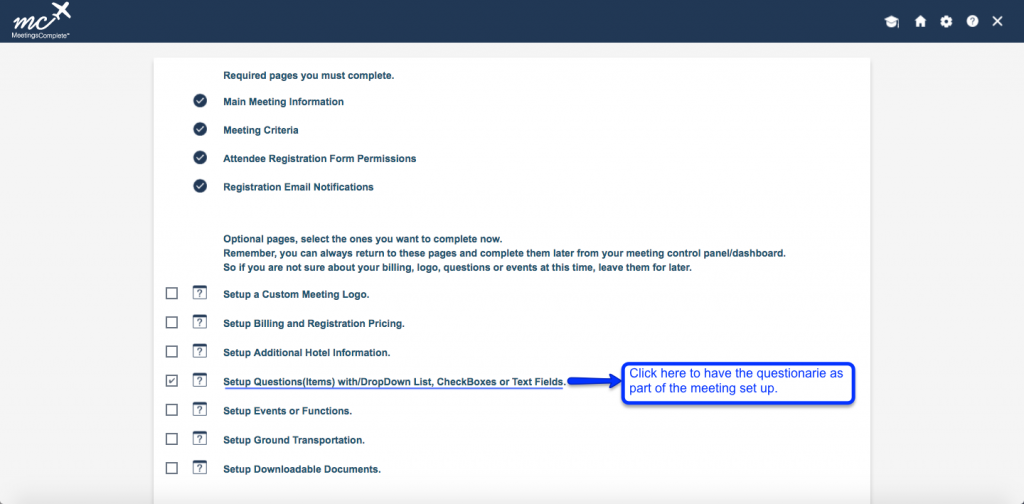 mc
MeetingsComplete™
Required pages you must complete.
Main Meeting Information
Meeting Criteria
Attendee Registration Form Permissions
Registration Email Notifications
Optional pages, select the ones you want to complete now.
Remember, you can always return to these pages and complete them later from your meeting control panel/dashboard.
So if you are not sure about your billing, logo, questions or events at this time, leave them for later.
? Setup a Custom Meeting Logo.
? Setup Billing and Registration Pricing.
? Setup Additional Hotel Information.
? Setup Questions(Items) with/DropDown List, CheckBoxes or Text Fields.
Click here to have the questionarie as
part of the meeting set up.
? Setup Events or Functions.
? Setup Ground Transportation.
? Setup Downloadable Documents.